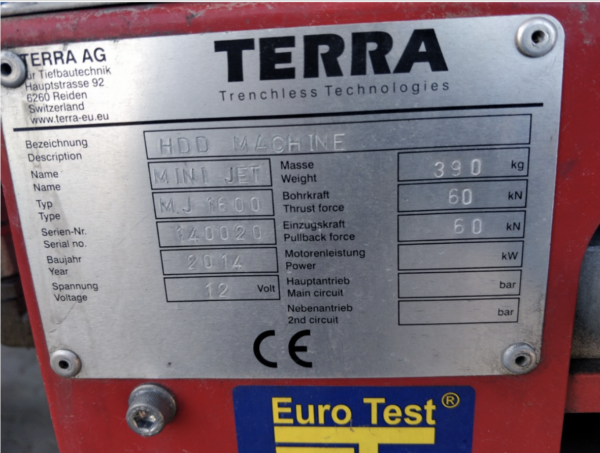 TERRA AG
für Tiefbautechnik
Hauptstrasse 92
6260 Reiden
Switzerland
www.terra-eu.eu
TERRA
Trenchless Technologies
Bezeichnung
Description
HDD MACHINE
Name
Name
MINI JET
Masse
Weight
390 kg
Typ
Type
MJ 1600
Bohrkraft
Thrust force
60 kN
Serien-Nr.
Serial no.
140020
Einzugskraft
Pullback force
60 kN
Baujahr
Year
2014
Motorenleistung
Power
kW
Spannung
Voltage
12 Volt
Hauptantrieb
Main circuit
bar
Nebenantrieb
2nd circuit
bar
CE
Euro Test®